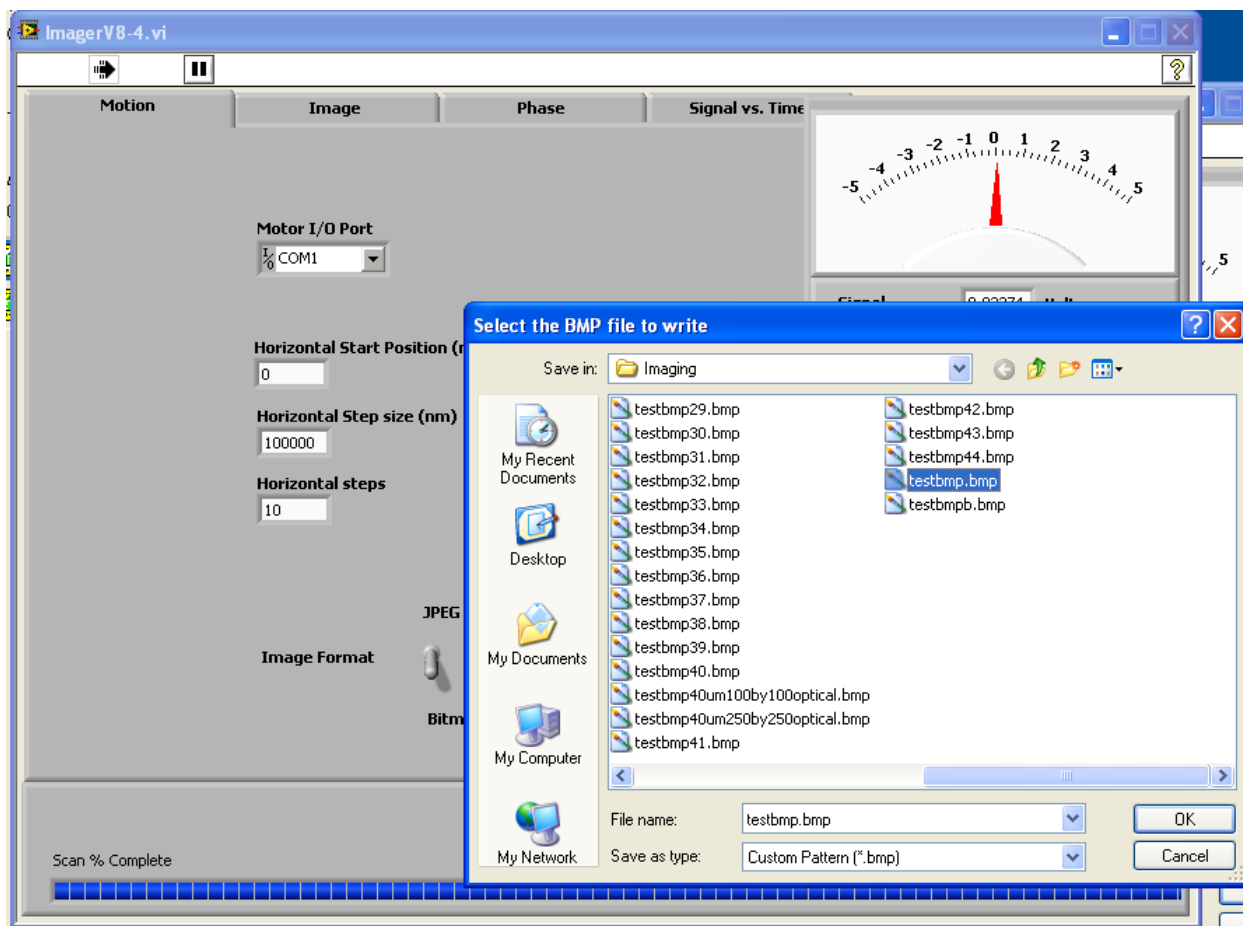 ImagerV8-4.vi
Motion
Image
Phase
Signal vs. Time
-5 -4 -3 -2 -1 0 1 2 3 4 5
5
Motor I/O Port
I/O COM1
Horizontal Start Position
0
Horizontal Step size (nm)
100000
Horizontal steps
10
JPEG
Image Format
Scan % Complete
Select the BMP file to write
Save in:
Imaging
My Recent
Documents
Desktop
My Documents
My Computer
My Network
testbmp29.bmp
testbmp30.bmp
testbmp31.bmp
testbmp32.bmp
testbmp33.bmp
testbmp34.bmp
testbmp35.bmp
testbmp36.bmp
testbmp37.bmp
testbmp38.bmp
testbmp39.bmp
testbmp40.bmp
testbmp40um100by100optical.bmp
testbmp40um250by250optical.bmp
testbmp41.bmp
testbmp42.bmp
testbmp43.bmp
testbmp44.bmp
testbmp.bmp
testbmpb.bmp
File name:
testbmp.bmp
OK
Save as type:
Custom Pattern (*.bmp)
Cancel